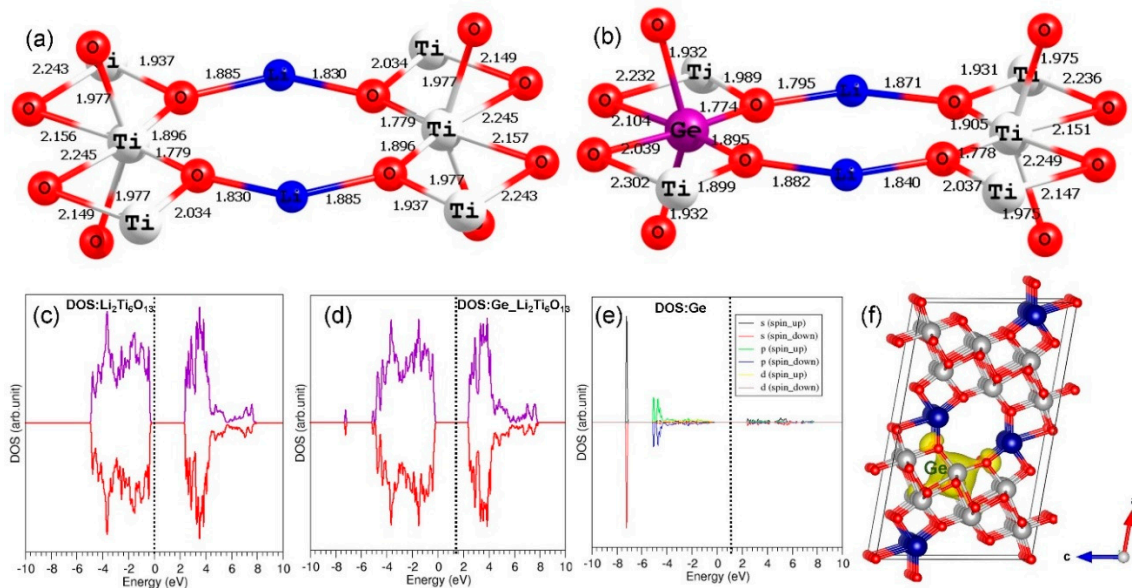 (a)
O
i
Ti
O
2.243
1.937
1.885
Li
1.830
2.034
2.149
O
1.977
O
O
1.977
O
2.156
Ti
1.896
1.779
Ti
2.245
2.245
1.779
1.896
2.157
O
O
O
O
1.977
1.977
2.149
Ti
2.034
1.830
Li
1.885
1.937
Ti
2.243
O
O
(b)
O
O
1.932
1.975
2.232
Ti
1.989
1.795
Li
1.871
1.931
Ti
2.236
O
1.774
O
O
O
2.104
Ge
1.905
Ti
2.151
O
2.039
1.895
O
O
1.778
2.249
O
2.302
Ti
1.899
1.882
Li
1.840
2.037
Ti
2.147
1.932
1.975
O
O
(c)
DOS:Li2Ti6O13
DOS (arb.unit)
-10 -8 -6 -4 -2 0 2 4 6 8 10
Energy (eV)
(d)
DOS:Ge_Li2Ti6O13
DOS (arb.unit)
-10 -8 -6 -4 -2 0 2 4 6 8 10
Energy (eV)
(e)
DOS:Ge
s (spin_up)
s (spin_down)
p (spin_up)
p (spin_down)
d (spin_up)
d (spin_down)
DOS (arb.unit)
-10 -8 -6 -4 -2 0 2 4 6 8 10
Energy (eV)
(f)
Ge
c